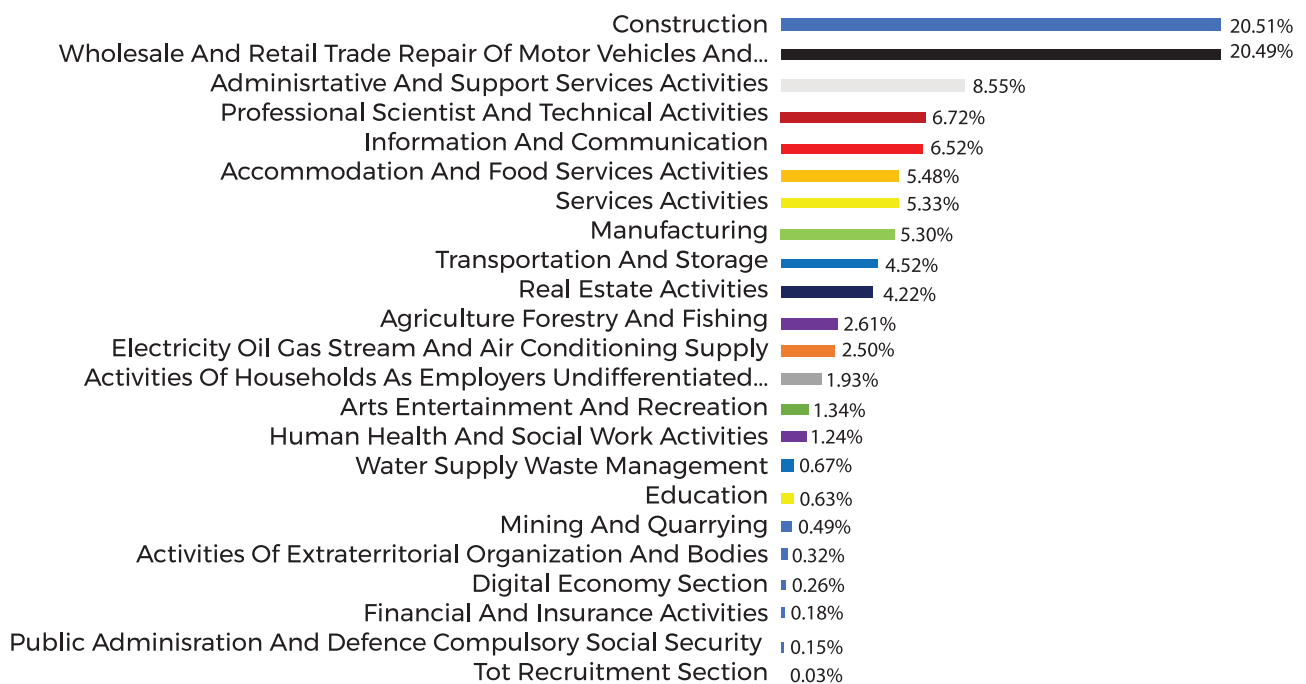 Construction 20.51%
Wholesale And Retail Trade Repair Of Motor Vehicles And... 20.49%
Adminisrtative And Support Services Activities 8.55%
Professional Scientist And Technical Activities 6.72%
Information And Communication 6.52%
Accommodation And Food Services Activities 5.48%
Services Activities 5.33%
Manufacturing 5.30%
Transportation And Storage 4.52%
Real Estate Activities 4.22%
Agriculture Forestry And Fishing 2.61%
Electricity Oil Gas Stream And Air Conditioning Supply 2.50%
Activities Of Households As Employers Undifferentiated... 1.93%
Arts Entertainment And Recreation 1.34%
Human Health And Social Work Activities 1.24%
Water Supply Waste Management 0.67%
Education 0.63%
Mining And Quarrying 0.49%
Activities Of Extraterritorial Organization And Bodies 0.32%
Digital Economy Section 0.26%
Financial And Insurance Activities 0.18%
Public Adminisration And Defence Compulsory Social Security 0.15%
Tot Recruitment Section 0.03%